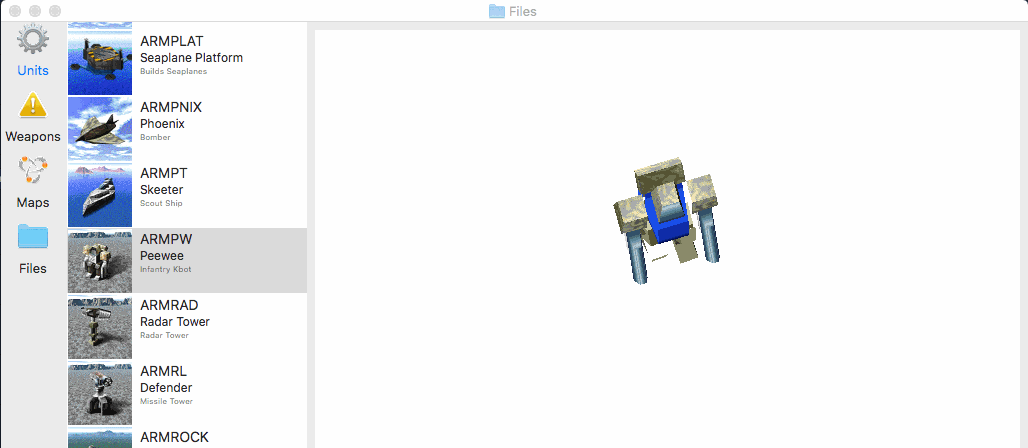 Files
Units
Weapons
Maps
Files
ARMPLAT
Seaplane Platform
Builds Seaplanes
ARMPNIX
Phoenix
Bomber
ARMPT
Skeeter
Scout Ship
ARMPW
Peewee
Infantry Kbot
ARMRAD
Radar Tower
Radar Tower
ARMRL
Defender
Missile Tower
ARMROCK